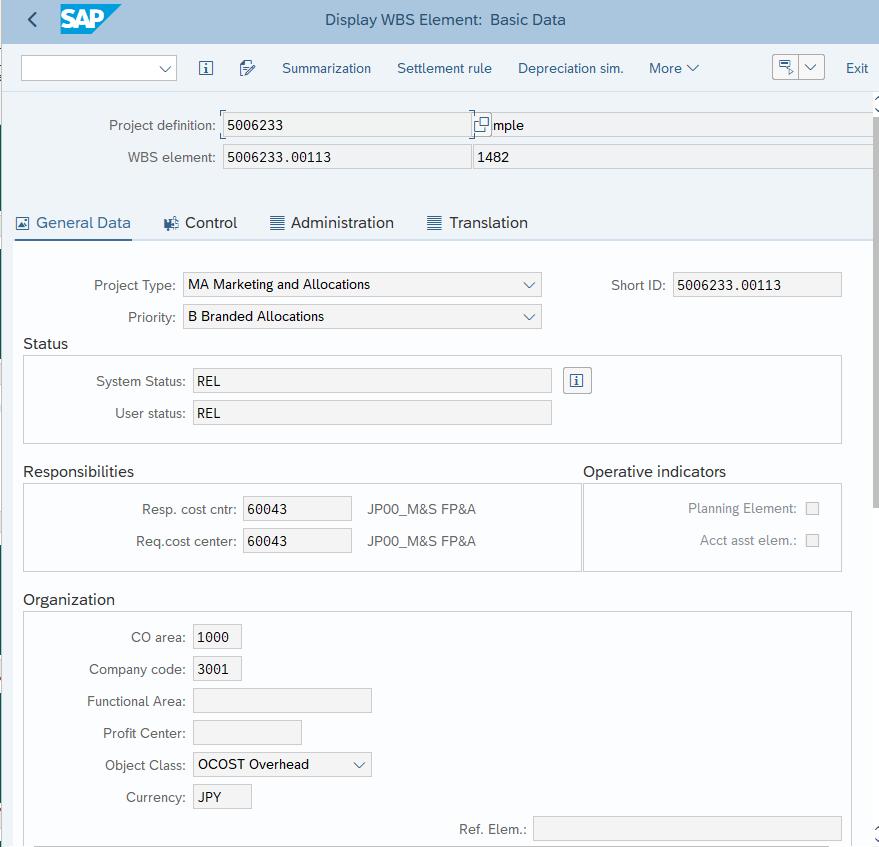 SAP Display WBS Element: Basic Data
Summarization Settlement rule Depreciation sim. More Exit
Project definition: 5006233 mple
WBS element: 5006233.00113 1482
General Data Control Administration Translation
Project Type: MA Marketing and Allocations Short ID: 5006233.00113
Priority: B Branded Allocations
Status
System Status: REL
User status: REL
Responsibilities Operative indicators
Resp. cost cntr: 60043 JP00_M&S FP&A Planning Element:
Req.cost center: 60043 JP00_M&S FP&A Acct asst elem.:
Organization
CO area: 1000
Company code: 3001
Functional Area:
Profit Center:
Object Class: OCOST Overhead
Currency: JPY
Ref. Elem.: